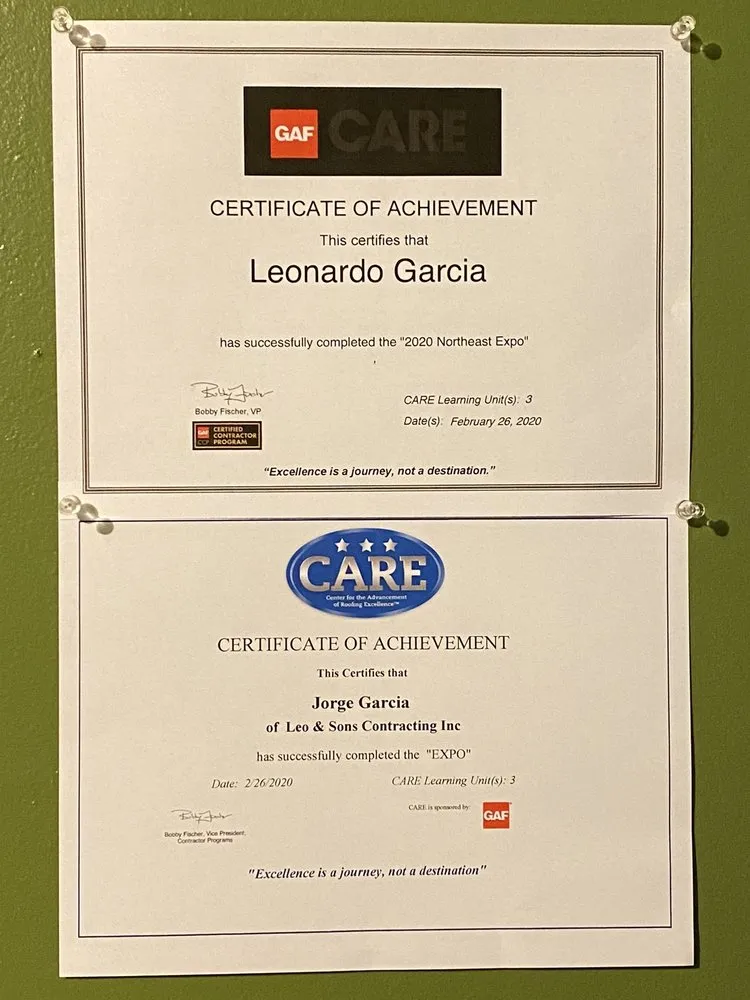 GAF CARE
CERTIFICATE OF ACHIEVEMENT
This certifies that
Leonardo Garcia
has successfully completed the "2020 Northeast Expo"
,
Bobby Fischer, VP
CARE Learning Unit(s): 3
Date(s): February 26, 2020
GAF
CCP
CERTIFIED
CONTRACTOR
PROGRAM
"Excellence is a journey, not a destination."
CARE
Center for the Advancement
of Roofing Excellence™
CERTIFICATE OF ACHIEVEMENT
This Certifies that
Jorge Garcia
of Leo & Sons Contracting Inc
has successfully completed the "EXPO"
Date: 2/26/2020
CARE Learning Unit(s): 3
CARE is sponsored by:
GAF
Bobby Fischer, Vice President,
Contractor Programs
"Excellence is a journey, not a destination"